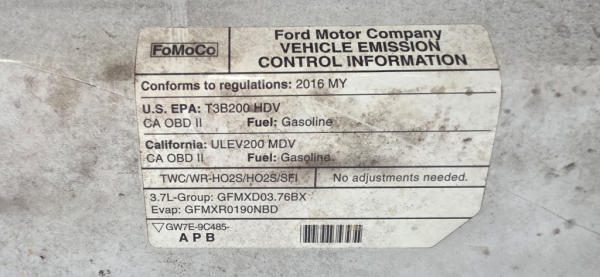 FoMoCo
Ford Motor Company
VEHICLE EMISSION
CONTROL INFORMATION
Conforms to regulations: 2016 MY
U.S. EPA: T3B200 HDV
CA OBD II Fuel: Gasoline
California: ULEV200 MDV
CA OBD II Fuel: Gasoline
TWC/WR-HO2S/HO2S/SFI No adjustments needed.
3.7L-Group: GFMXD03.76BX
Evap: GFMXR0190NBD
GW7E-9C485-
APB